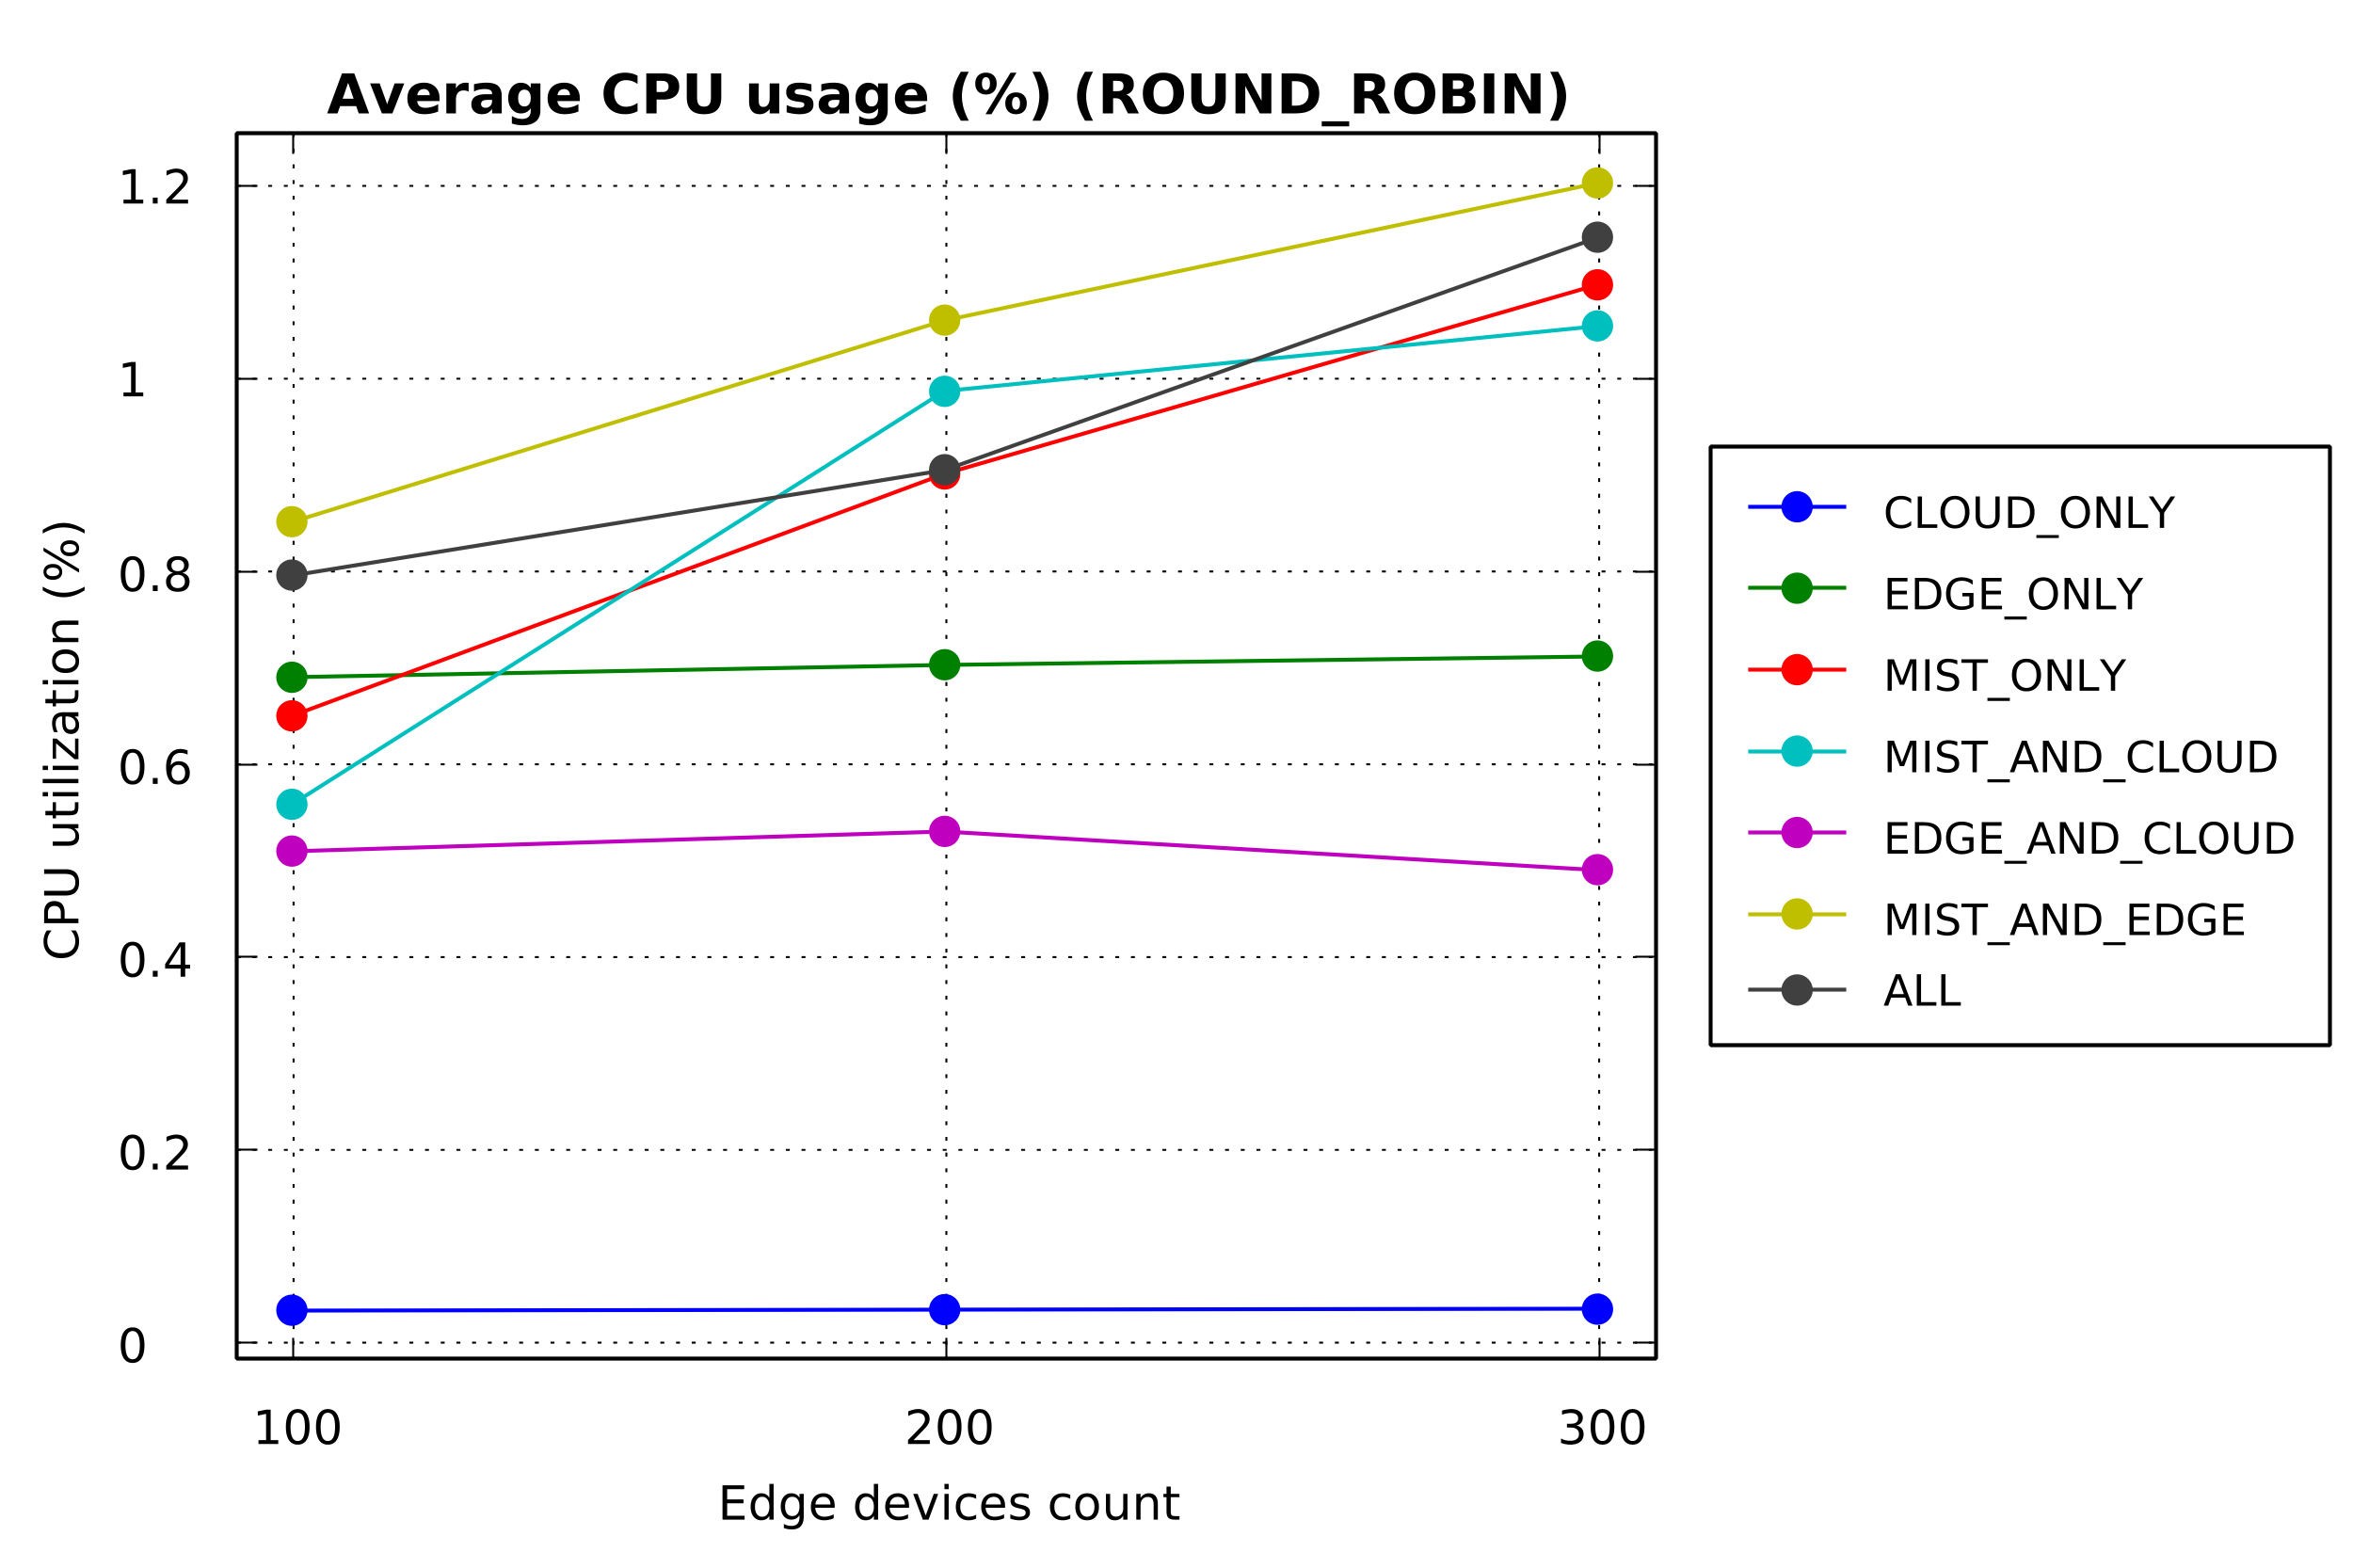 Average CPU usage (%) (ROUND_ROBIN)
CPU utilization (%)
1.2
1
0.8
0.6
0.4
0.2
0
100 200 300
Edge devices count
CLOUD_ONLY
EDGE_ONLY
MIST_ONLY
MIST_AND_CLOUD
EDGE_AND_CLOUD
MIST_AND_EDGE
ALL